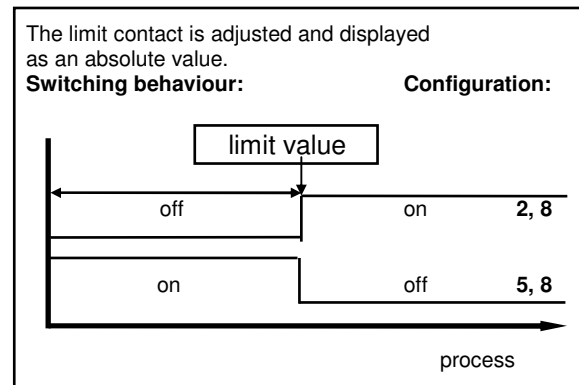 The limit contact is adjusted and displayed
as an absolute value.
Switching behaviour: Configuration:
limit value
off on 2, 8
on off 5, 8
process